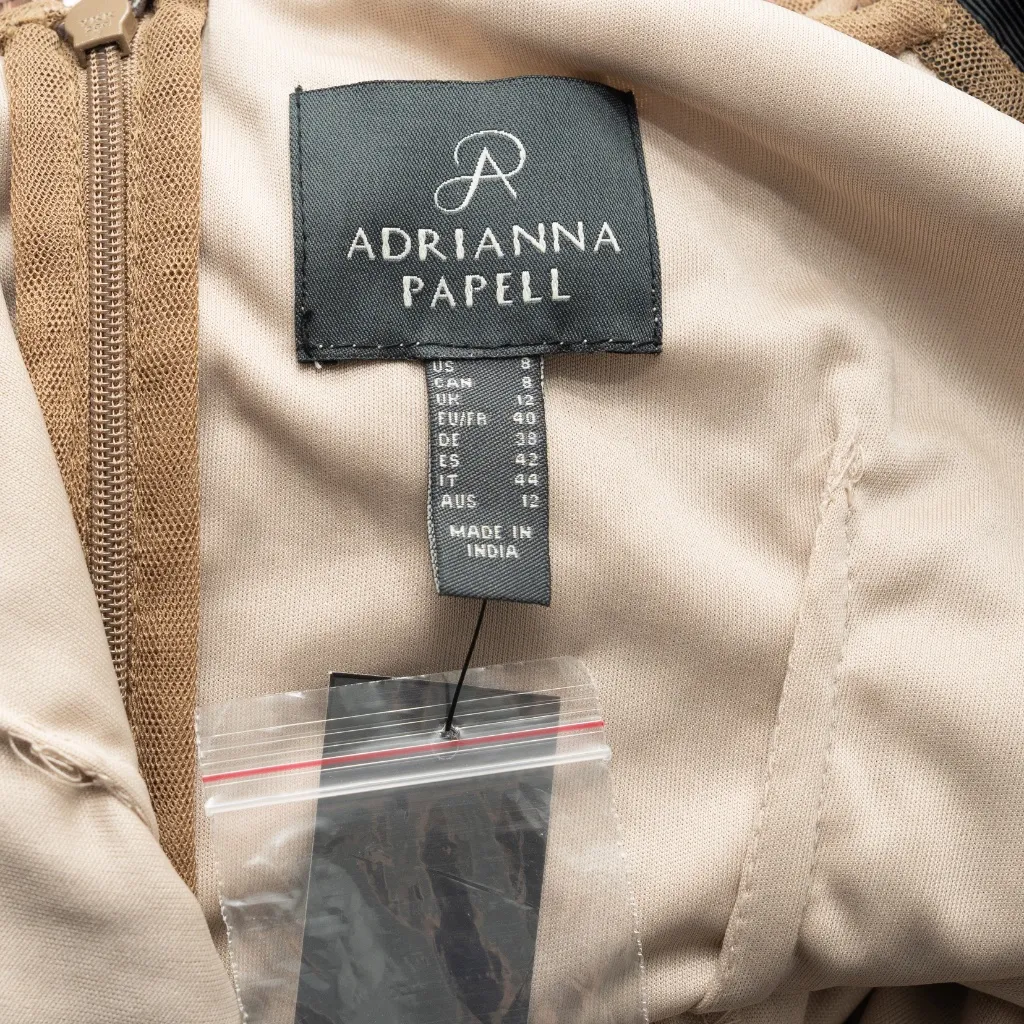 ADRIANNA
PAPELL
US 8
CAN 8
UK 12
EU/FR 40
DE 38
ES 42
IT 44
AUS 12
MADE IN
INDIA